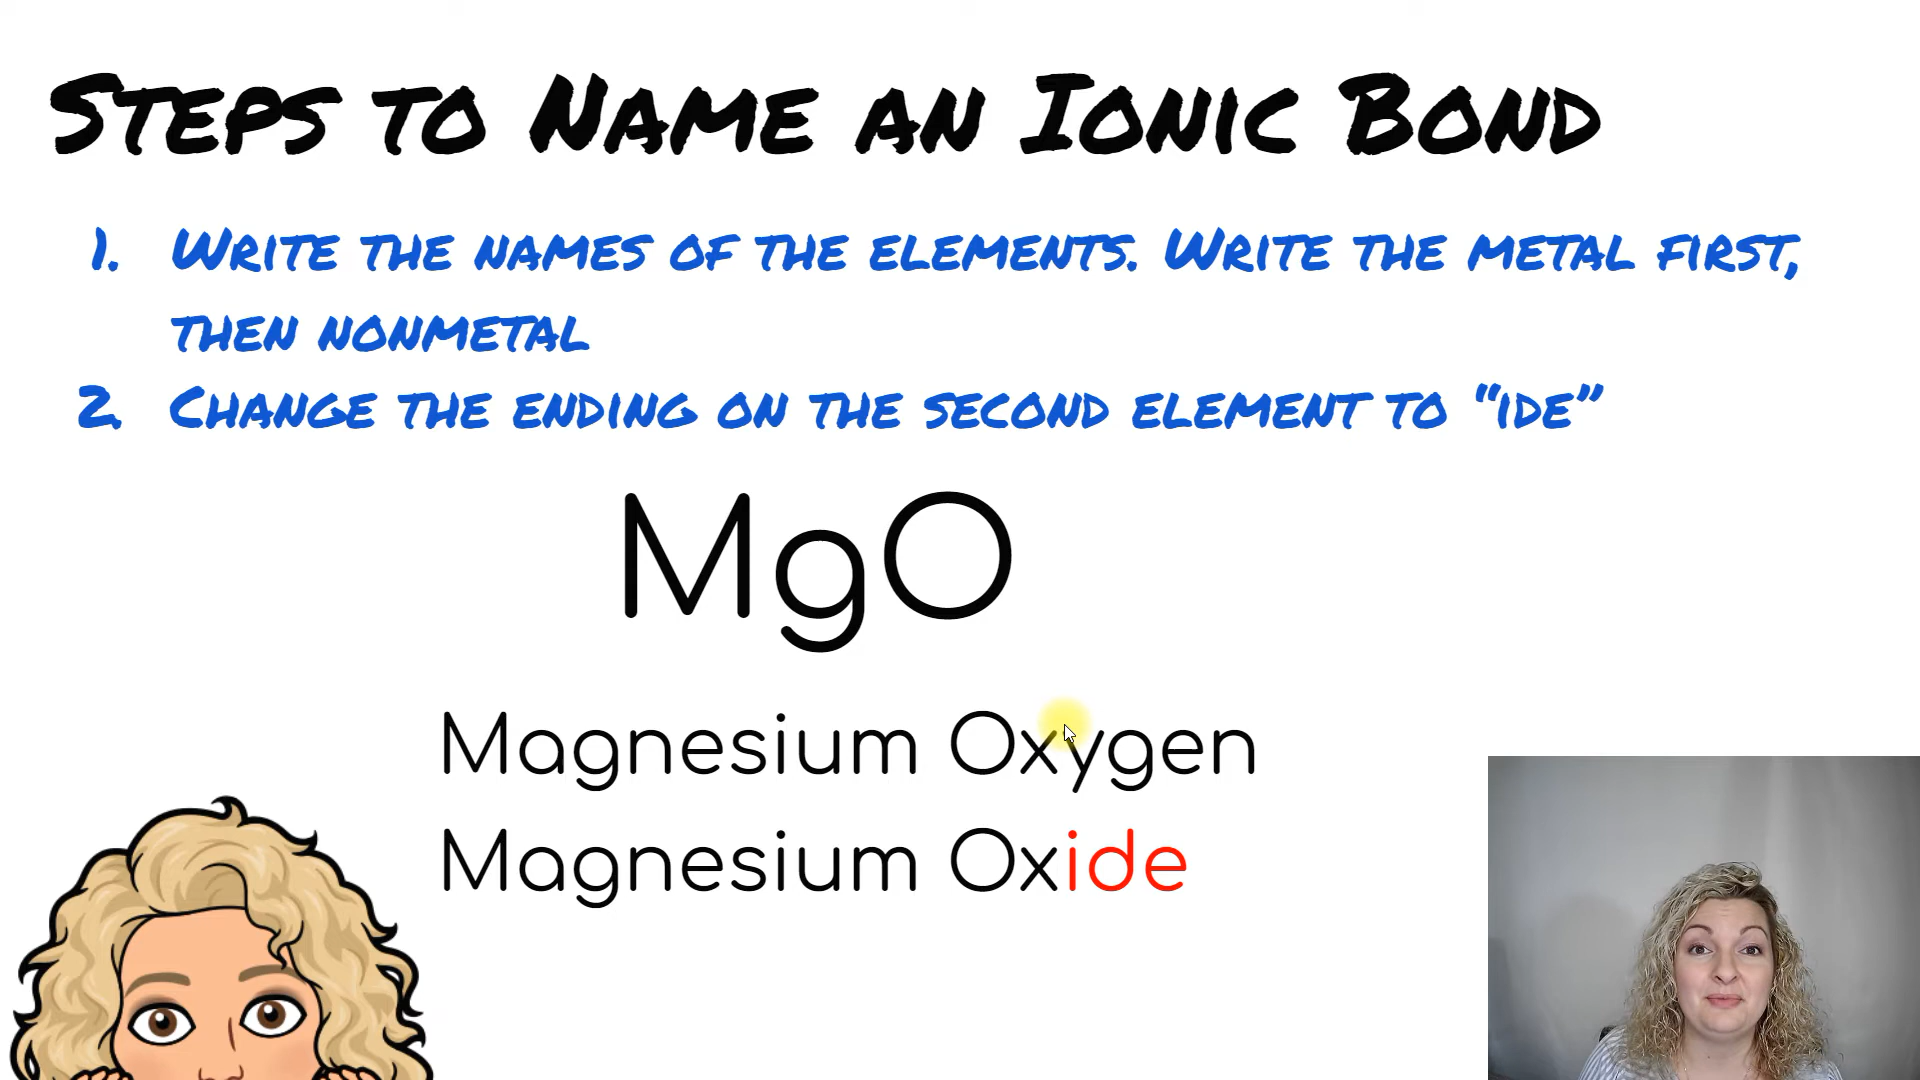 Steps to Name an Ionic Bond
1. Write the names of the elements. Write the metal first,
then nonmetal
2. Change the ending on the second element to “ide”
MgO
Magnesium Oxygen
Magnesium Oxide